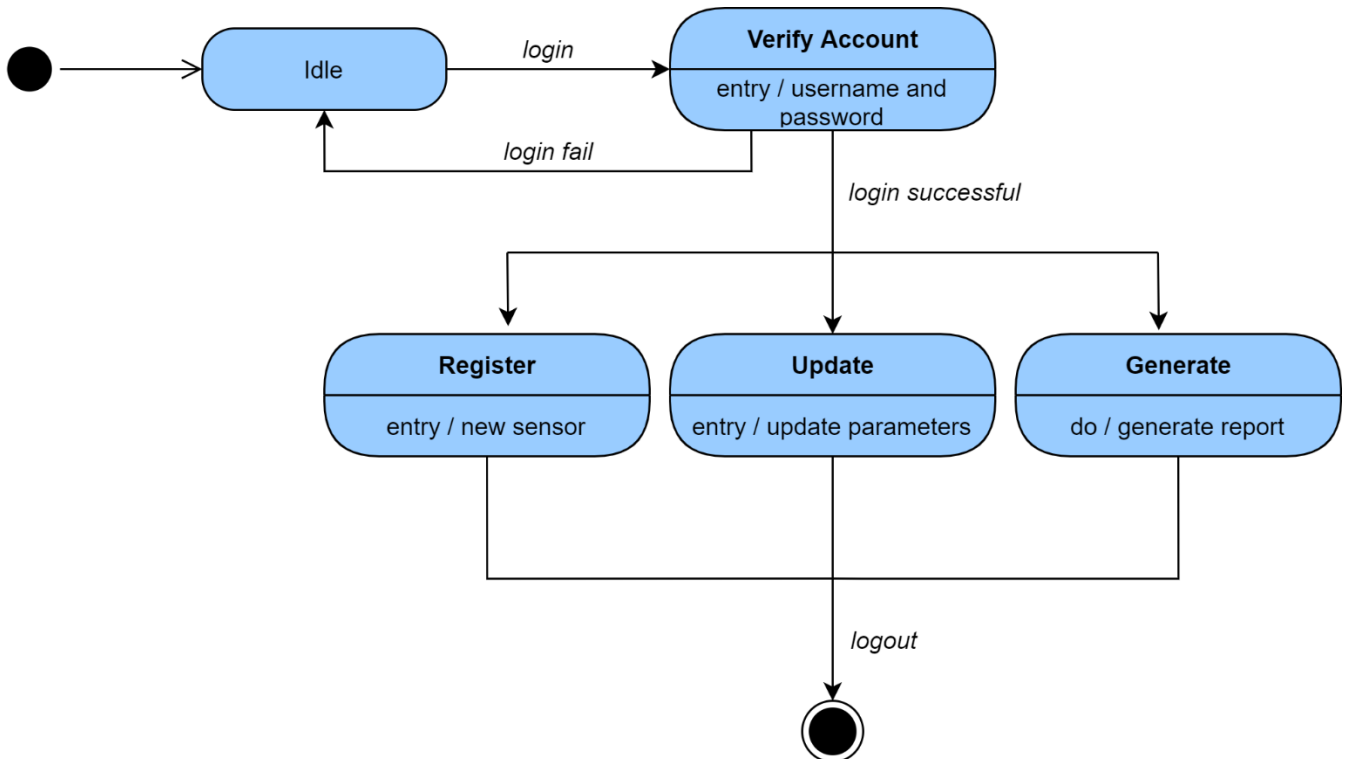 Idle
login
Verify Account
entry / username and
password
login fail
login successful
Register
entry / new sensor
Update
entry / update parameters
Generate
do / generate report
logout